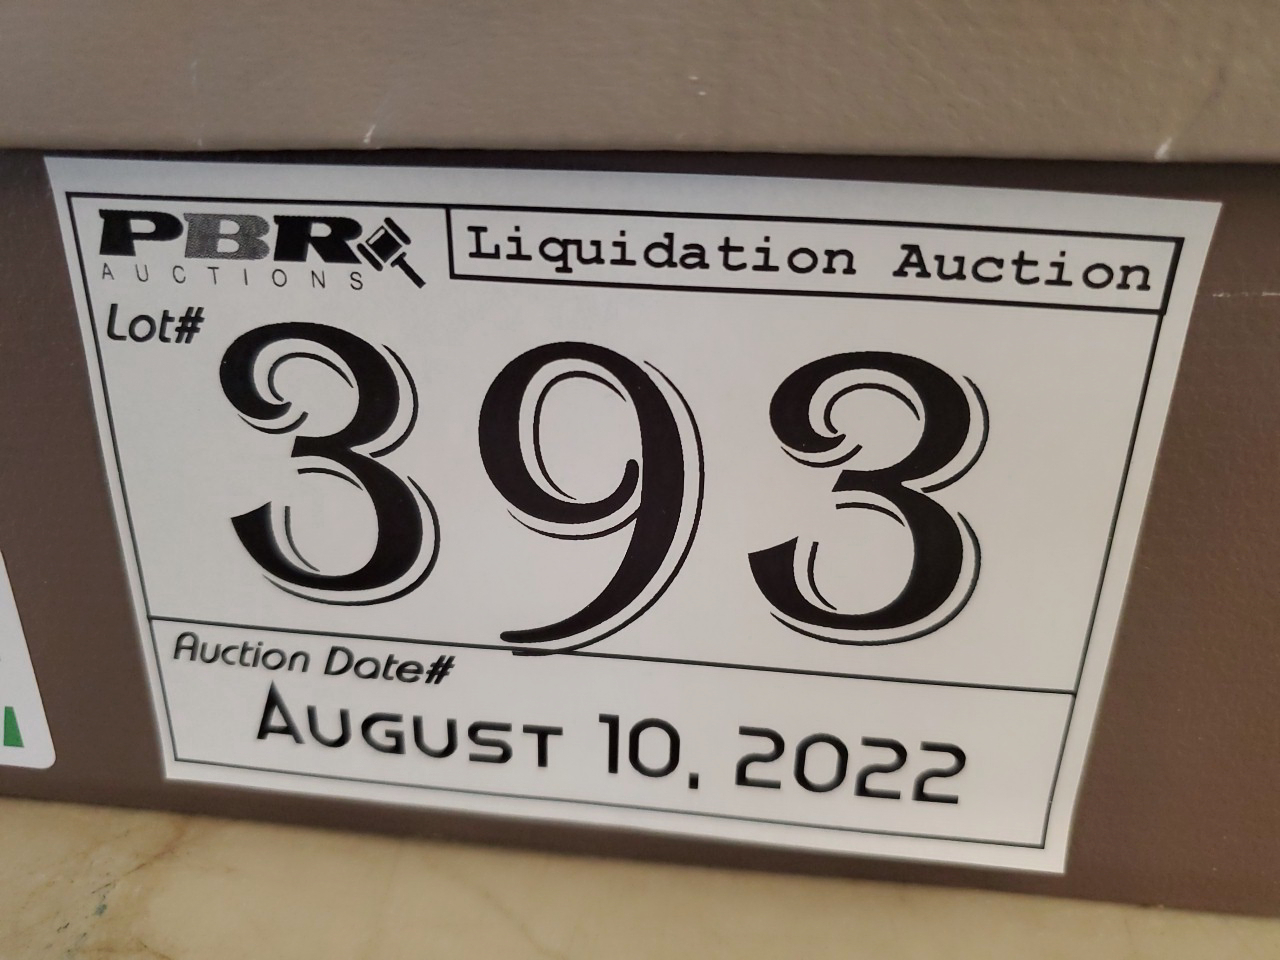 PBR
AUCTIONS
Liquidation Auction
Lot#
393
Auction Date#
AUGUST 10, 2022